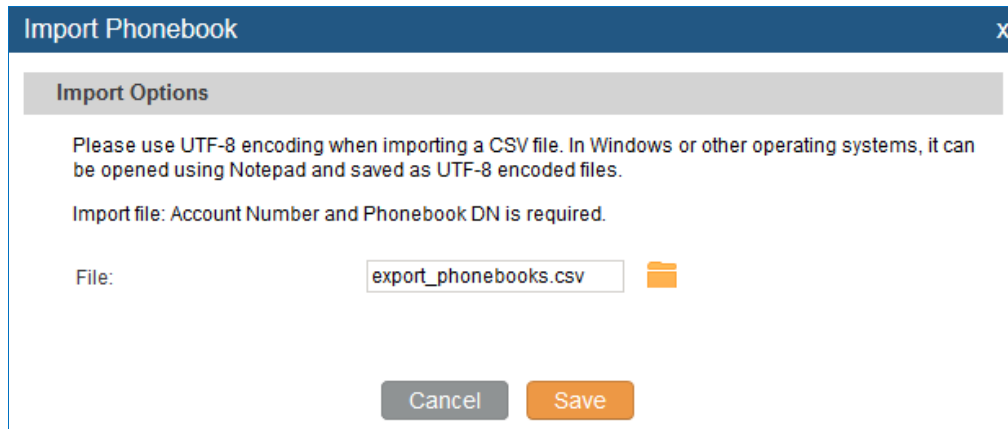 Import Phonebook x
Import Options
Please use UTF-8 encoding when importing a CSV file. In Windows or other operating systems, it can
be opened using Notepad and saved as UTF-8 encoded files.
Import file: Account Number and Phonebook DN is required.
File: export_phonebooks.csv
Cancel Save